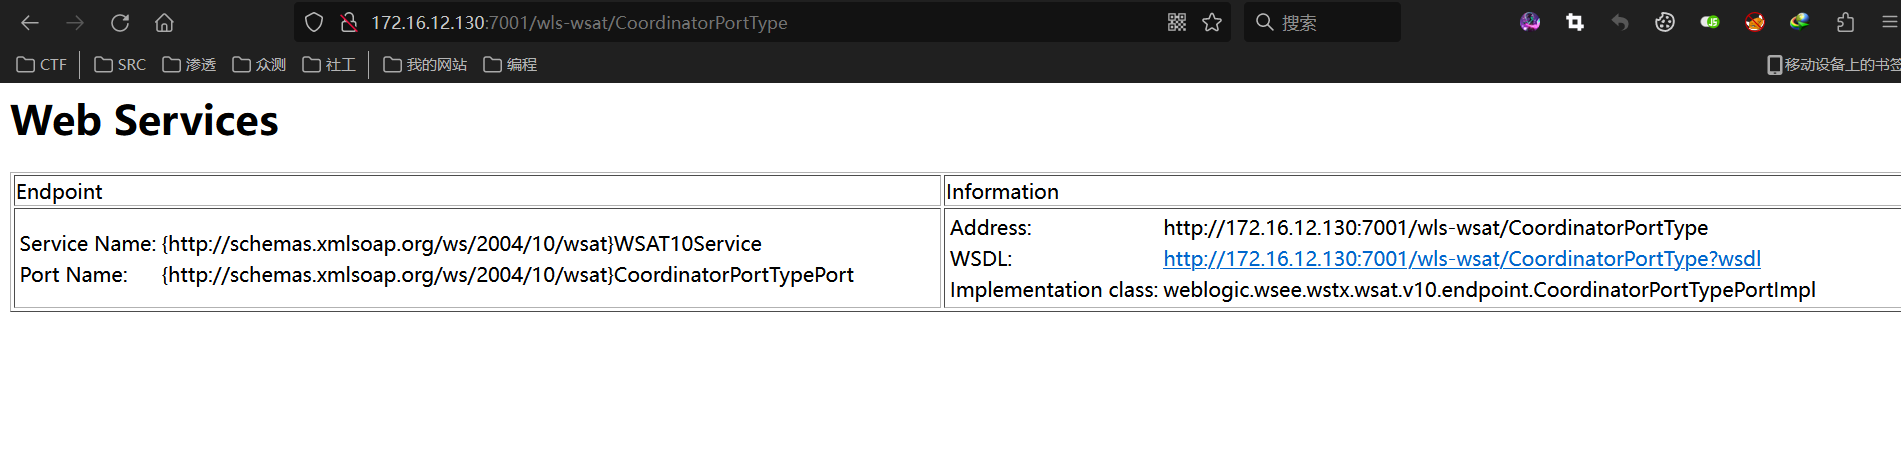 172.16.12.130:7001/wls-wsat/CoordinatorPortType
搜索
JS
CTF SRC 渗透 众测 社工 我的网站 编程
移动设备上的书签
Web Services
Endpoint Information
Service Name: {http://schemas.xmlsoap.org/ws/2004/10/wsat}WSAT10Service
Port Name: {http://schemas.xmlsoap.org/ws/2004/10/wsat}CoordinatorPortTypePort
Address: http://172.16.12.130:7001/wls-wsat/CoordinatorPortType
WSDL: http://172.16.12.130:7001/wls-wsat/CoordinatorPortType?wsdl
Implementation class: weblogic.wsee.wstx.wsat.v10.endpoint.CoordinatorPortTypePortImpl